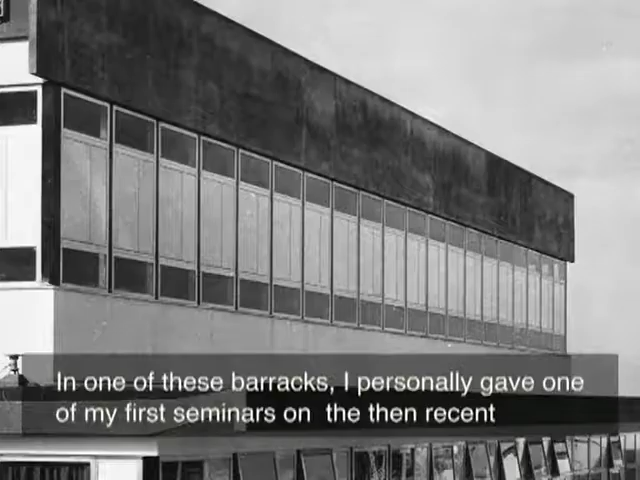 In one of these barracks, I personally gave one
of my first seminars on  the then recent